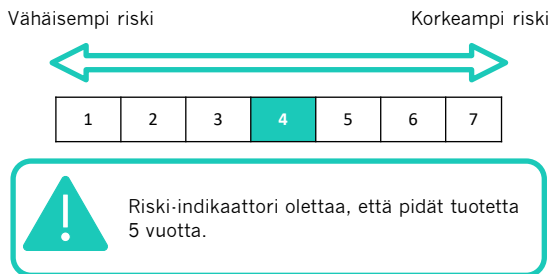 Vähäisempi riski Korkeampi riski
1 2 3 4 5 6 7
Riski-indikaattori olettaa, että pidät tuotetta
5 vuotta.